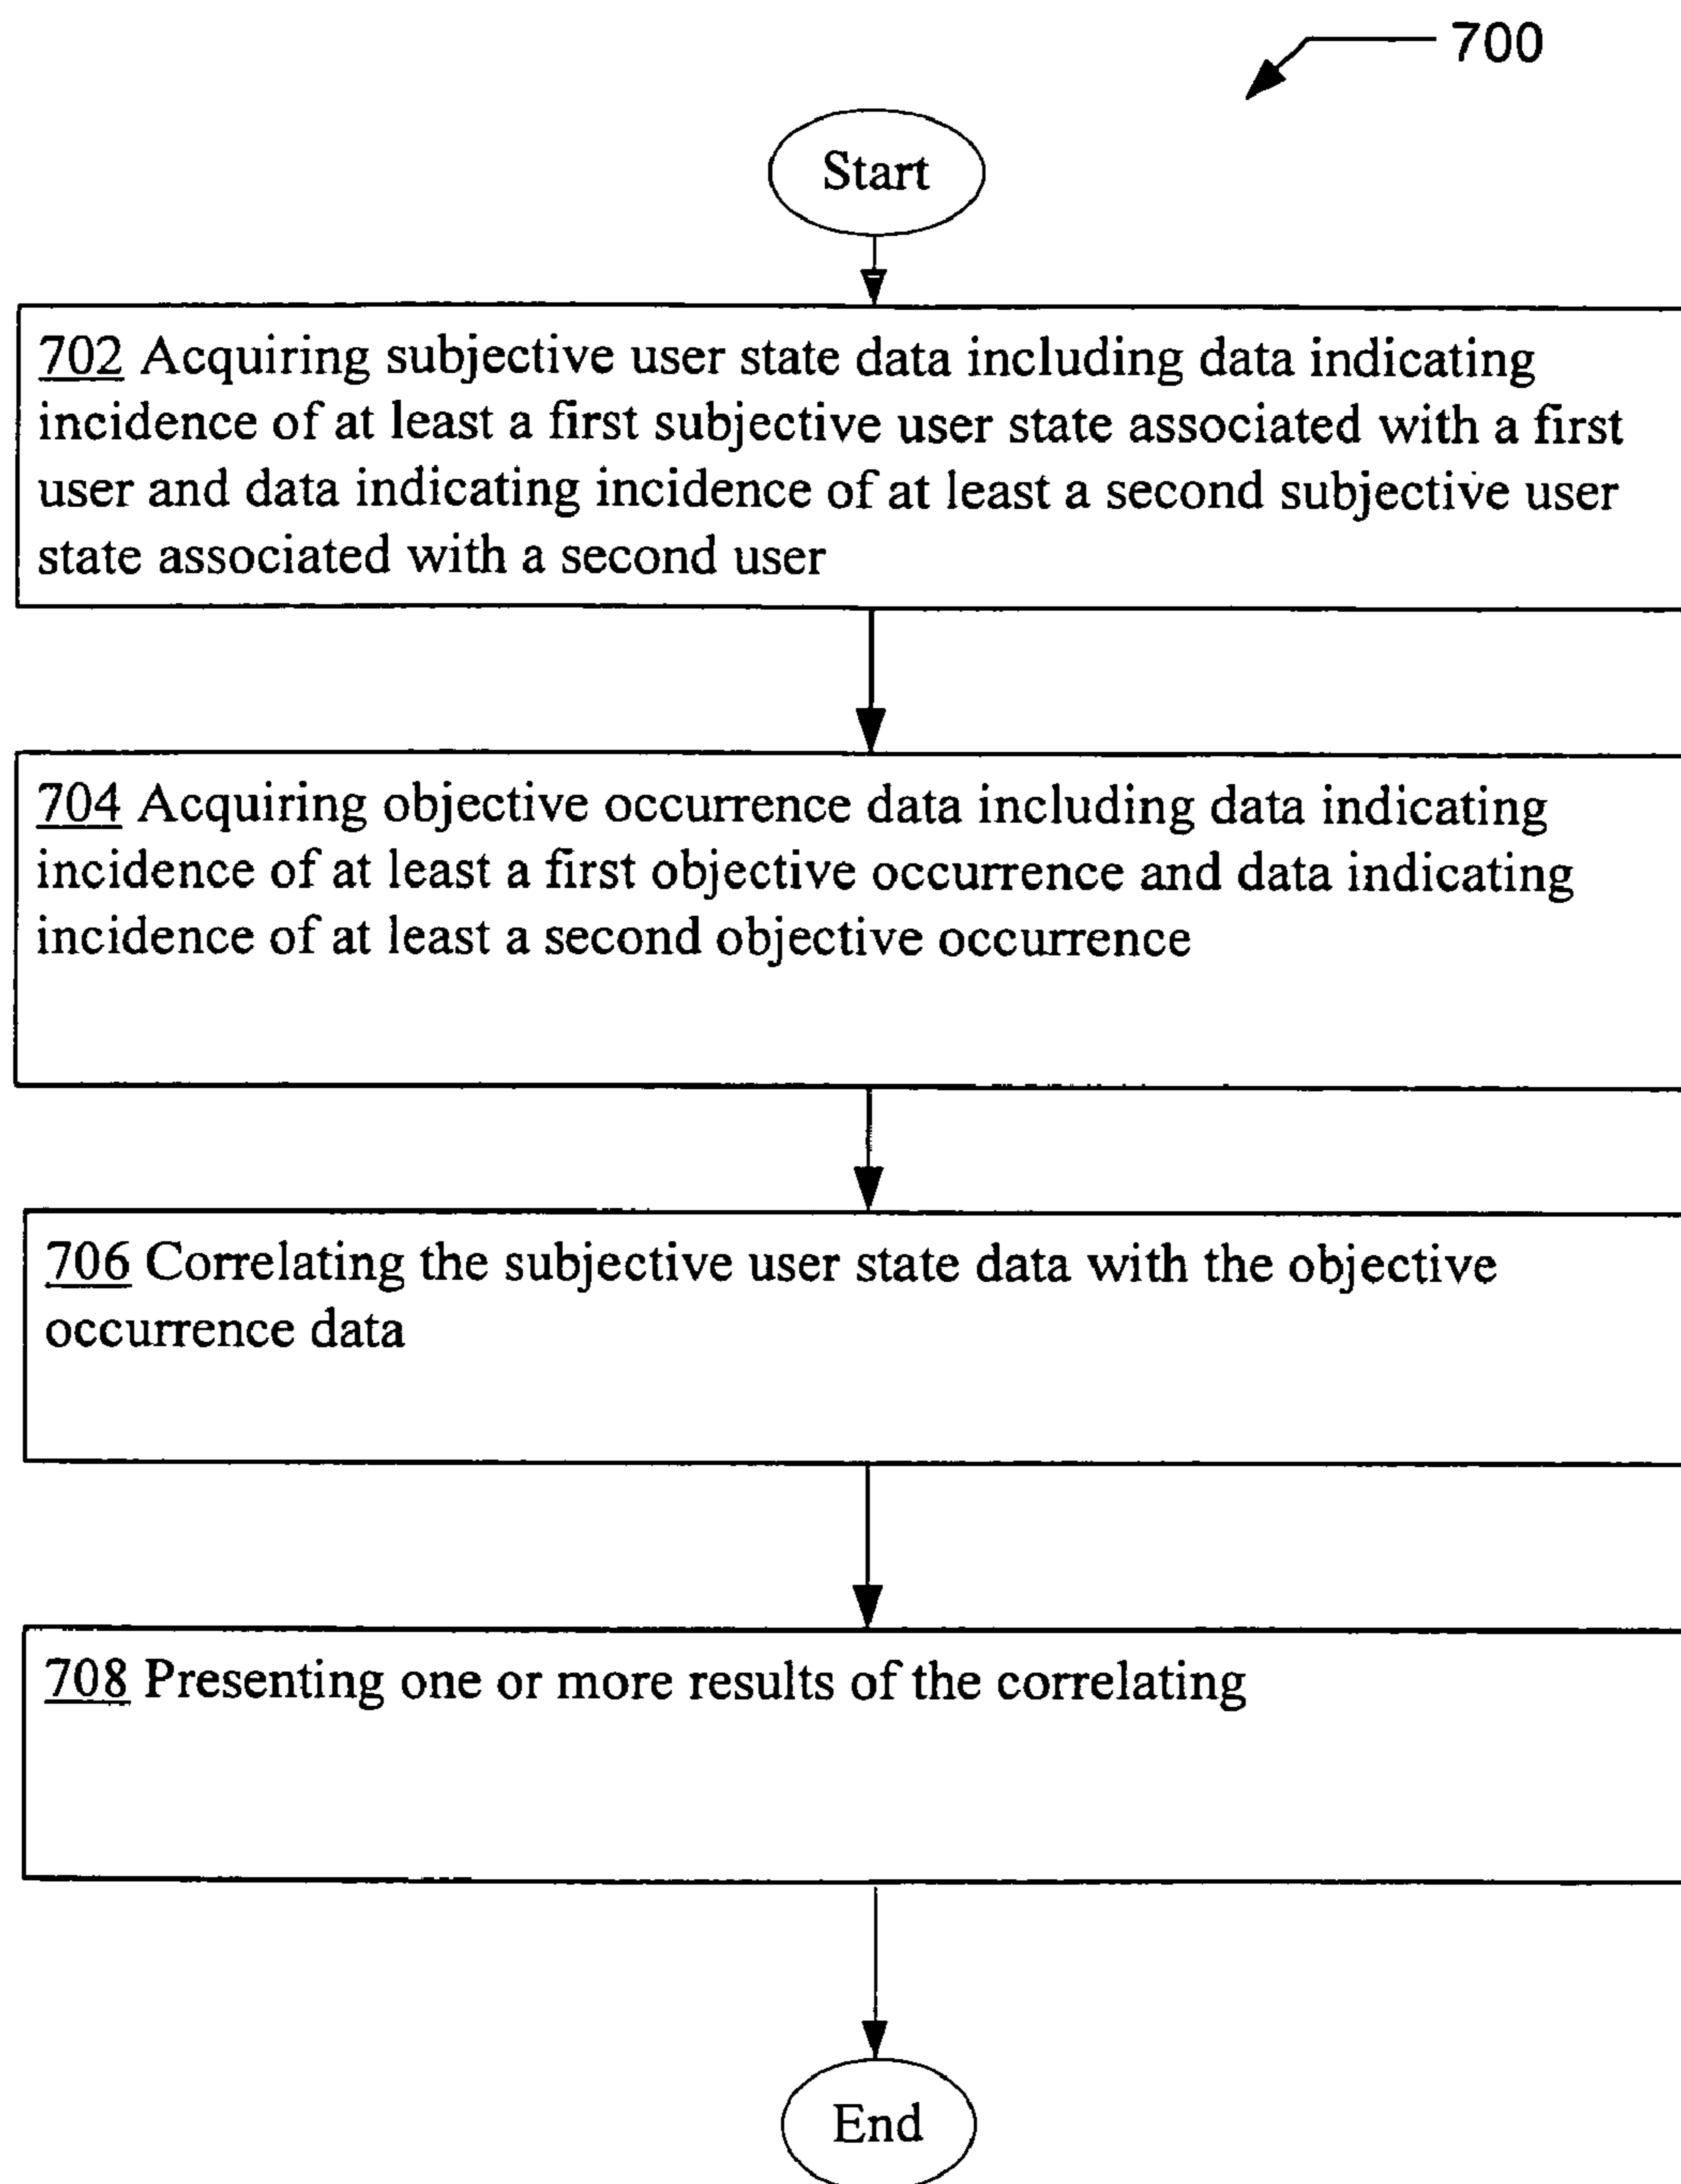 700
Start
702 Acquiring subjective user state data including data indicating
incidence of at least a first subjective user state associated with a first
user and data indicating incidence of at least a second subjective user
state associated with a second user
704 Acquiring objective occurrence data including data indicating
incidence of at least a first objective occurrence and data indicating
incidence of at least a second objective occurrence
706 Correlating the subjective user state data with the objective
occurrence data
708 Presenting one or more results of the correlating
End